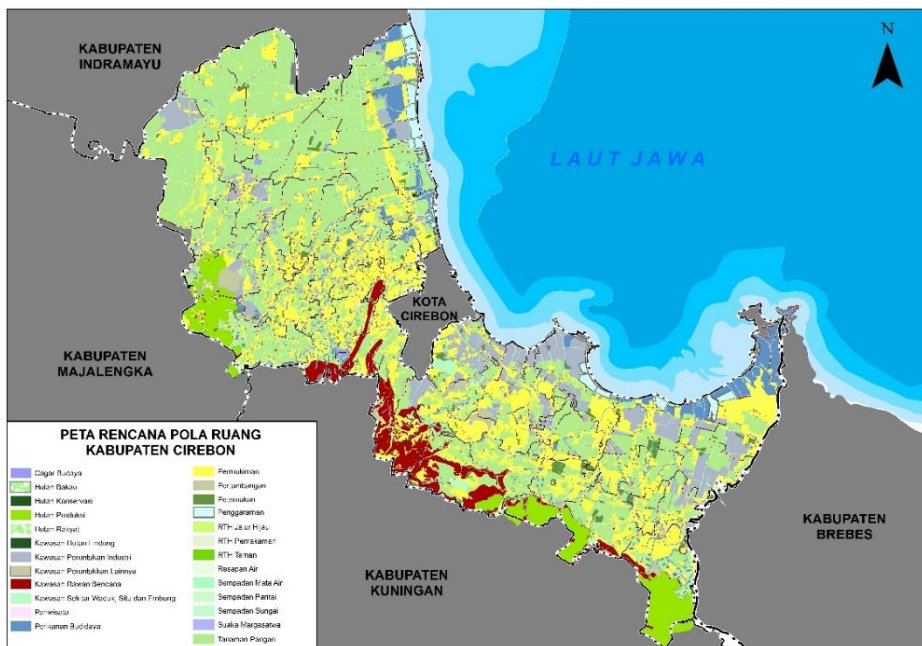 KABUPATEN
INDRAMAYU
N
LAUT JAWA
KOTA
CIREBON
KABUPATEN
MAJALENGKA
KABUPATEN
BREBES
KABUPATEN
KUNINGAN
PETA RENCANA POLA RUANG
KABUPATEN CIREBON
Cagar Budaya
Hutan Bakau
Hutan Konservasi
Hutan Produksi
Hutan Rakyat
Kawasan Hutan Lindung
Kawasan Peruntukan Industri
Kawasan Peruntukkan Lainnya
Kawasan Rawan Bencana
Kawasan Sekitar Waduk, Situ dan Embung
Pariwisata
Perikanan Budidaya
Permukiman
Pertambangan
Peternakan
Penggaraman
RTH Jalur Hijau
RTH Pemakaman
RTH Taman
Resapan Air
Sempadan Mata Air
Sempadan Pantai
Sempadan Sungai
Suaka Margasatwa
Tanaman Pangan